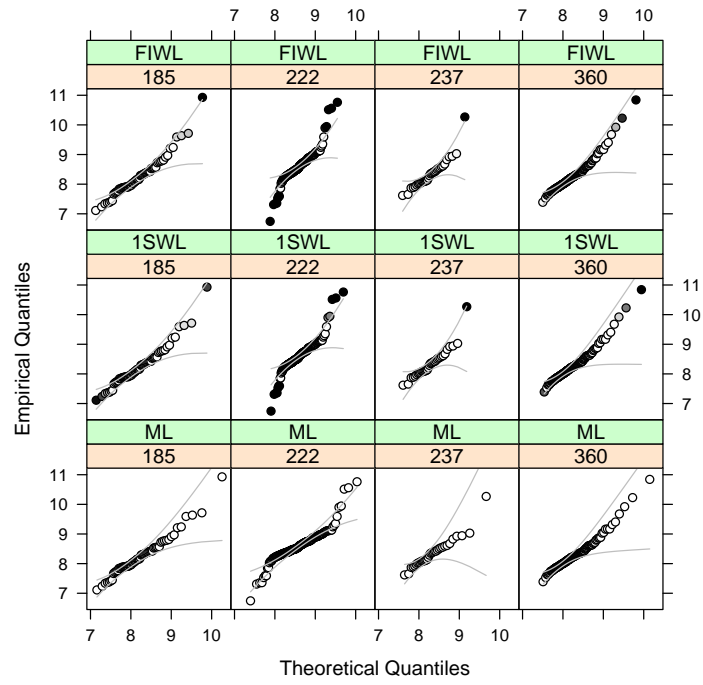 7 8 9 10 7 8 9 10
FIWL FIWL FIWL FIWL
185 222 237 360
11
10
9
8
7
1SWL 1SWL 1SWL 1SWL
185 222 237 360
11
10
9
8
7
ML ML ML ML
185 222 237 360
11
10
9
8
7
7 8 9 10 7 8 9 10
Empirical Quantiles
Theoretical Quantiles